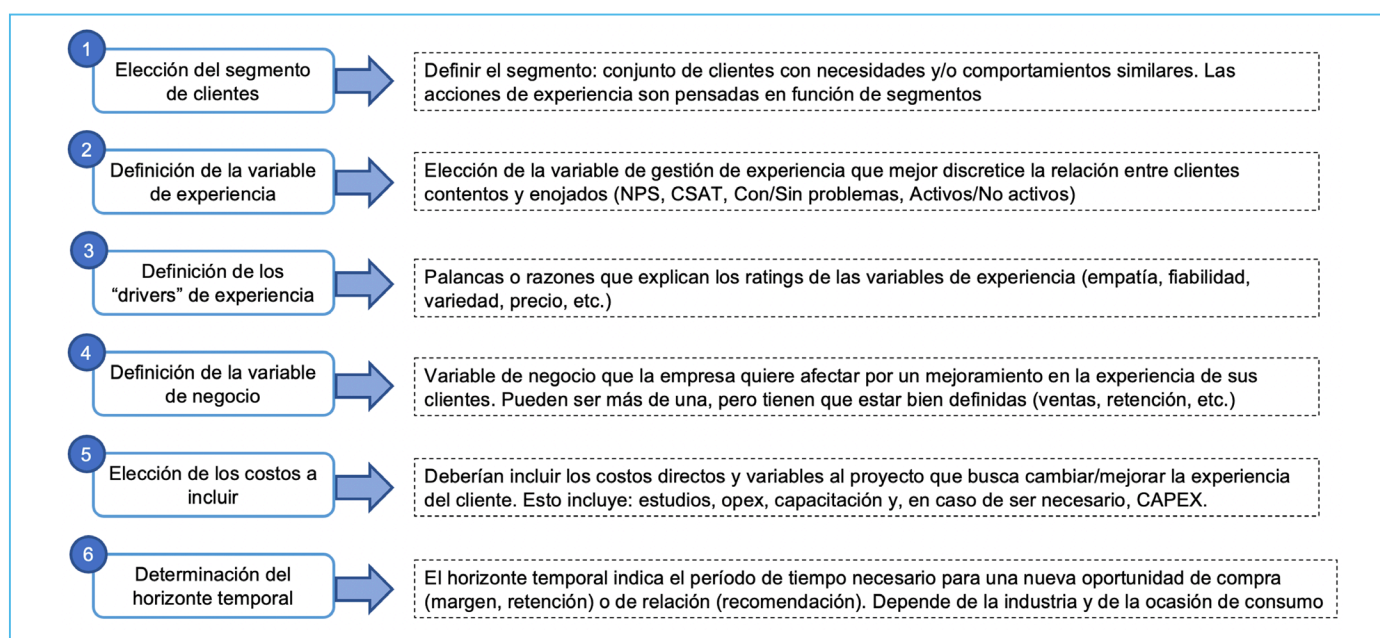 1
Elección del segmento
de clientes
Definir el segmento: conjunto de clientes con necesidades y/o comportamientos similares. Las
acciones de experiencia son pensadas en función de segmentos
2
Definición de la variable
de experiencia
Elección de la variable de gestión de experiencia que mejor discretice la relación entre clientes
contentos y enojados (NPS, CSAT, Con/Sin problemas, Activos/No activos)
3
Definición de los
“drivers” de experiencia
Palancas o razones que explican los ratings de las variables de experiencia (empatía, fiabilidad,
variedad, precio, etc.)
4
Definición de la variable
de negocio
Variable de negocio que la empresa quiere afectar por un mejoramiento en la experiencia de sus
clientes. Pueden ser más de una, pero tienen que estar bien definidas (ventas, retención, etc.)
5
Elección de los costos a
incluir
Deberían incluir los costos directos y variables al proyecto que busca cambiar/mejorar la experiencia
del cliente. Esto incluye: estudios, opex, capacitación y, en caso de ser necesario, CAPEX.
6
Determinación del
horizonte temporal
El horizonte temporal indica el período de tiempo necesario para una nueva oportunidad de compra
(margen, retención) o de relación (recomendación). Depende de la industria y de la ocasión de consumo